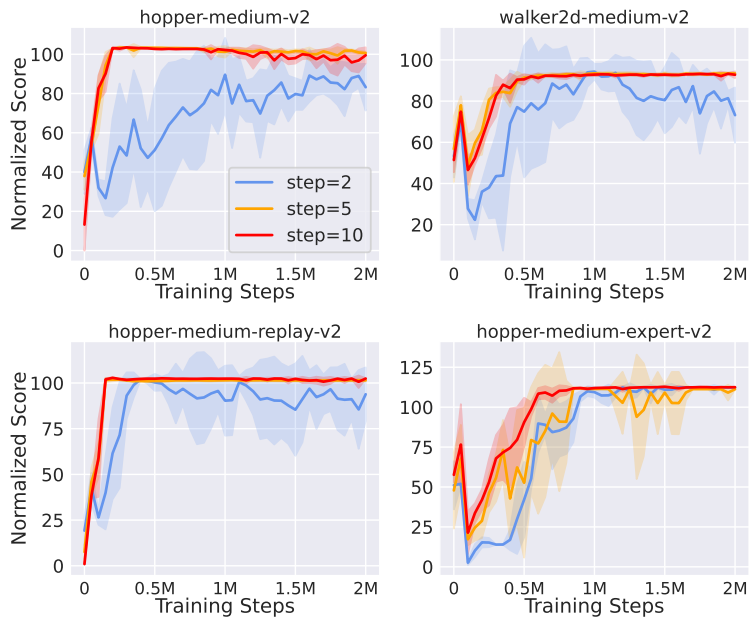 hopper-medium-v2
walker2d-medium-v2
Normalized Score
100
80
60
40
20
0
step=2
step=5
step=10
0 0.5M 1M 1.5M 2M
Training Steps
100
80
60
40
20
0 0.5M 1M 1.5M 2M
Training Steps
hopper-medium-replay-v2
hopper-medium-expert-v2
Normalized Score
100
75
50
25
0
0 0.5M 1M 1.5M 2M
Training Steps
125
100
75
50
25
0
0 0.5M 1M 1.5M 2M
Training Steps